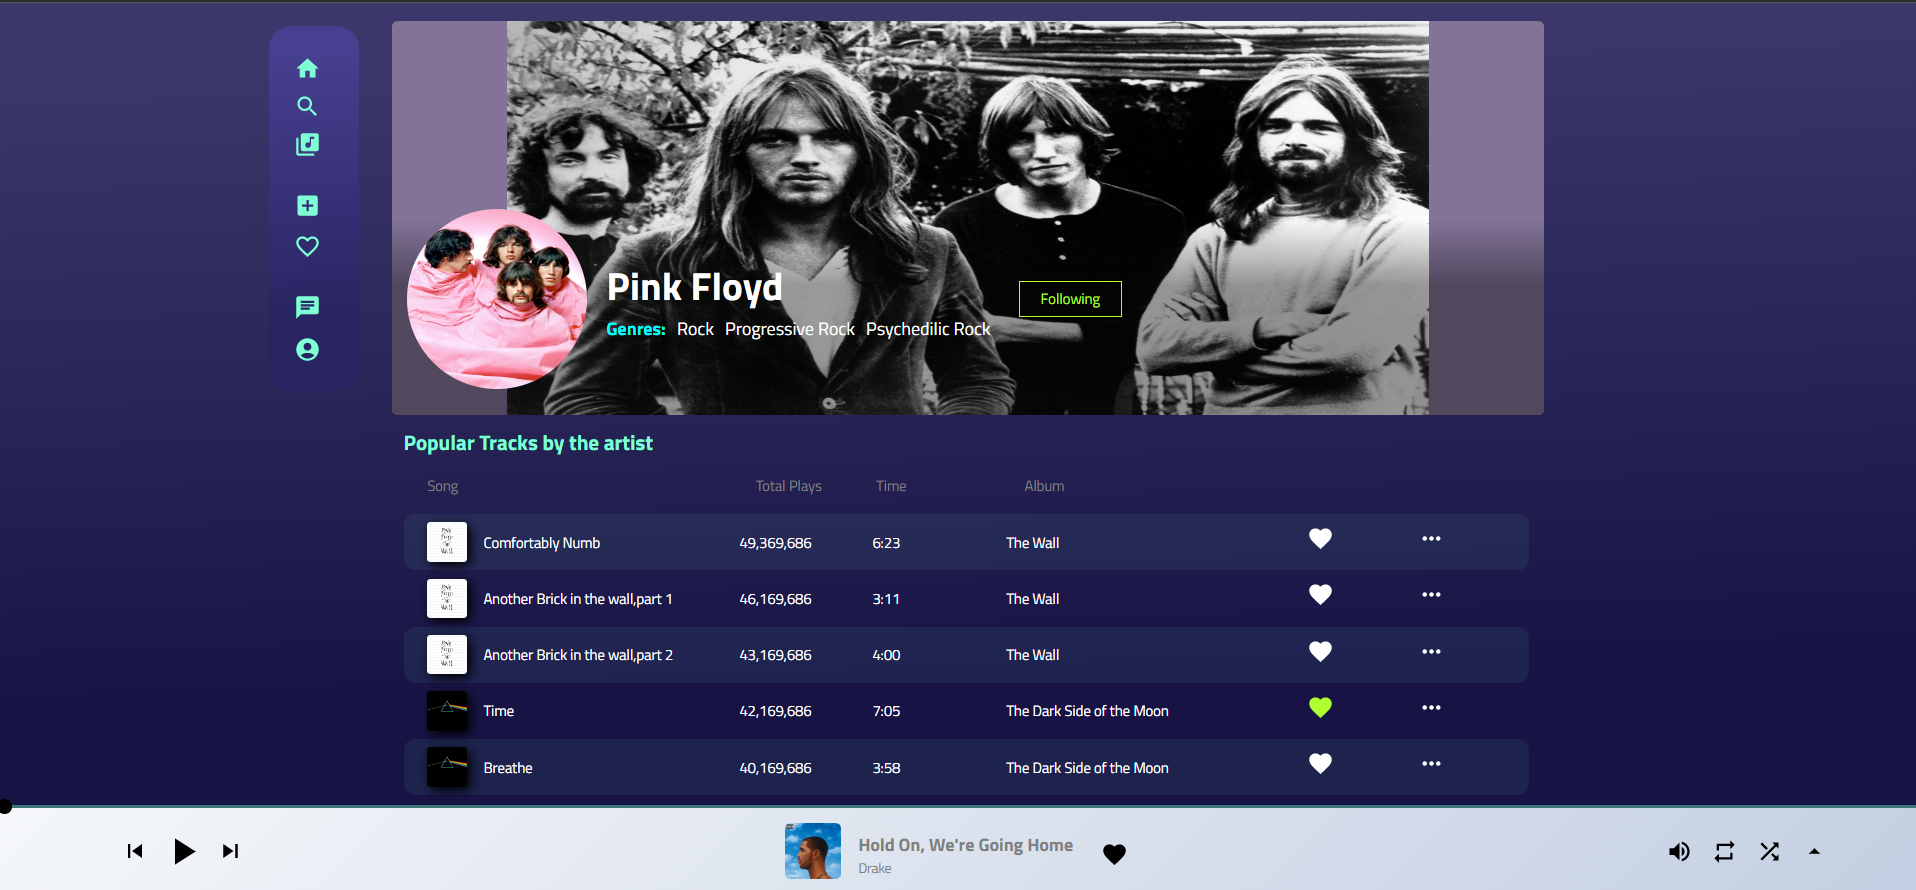 Pink Floyd
Following
Genres: Rock Progressive Rock Psychedilic Rock
Popular Tracks by the artist
Song Total Plays Time Album
Comfortably Numb 49,369,686 6:23 The Wall
Another Brick in the wall,part 1 46,169,686 3:11 The Wall
Another Brick in the wall,part 2 43,169,686 4:00 The Wall
Time 42,169,686 7:05 The Dark Side of the Moon
Breathe 40,169,686 3:58 The Dark Side of the Moon
Hold On, We're Going Home
Drake